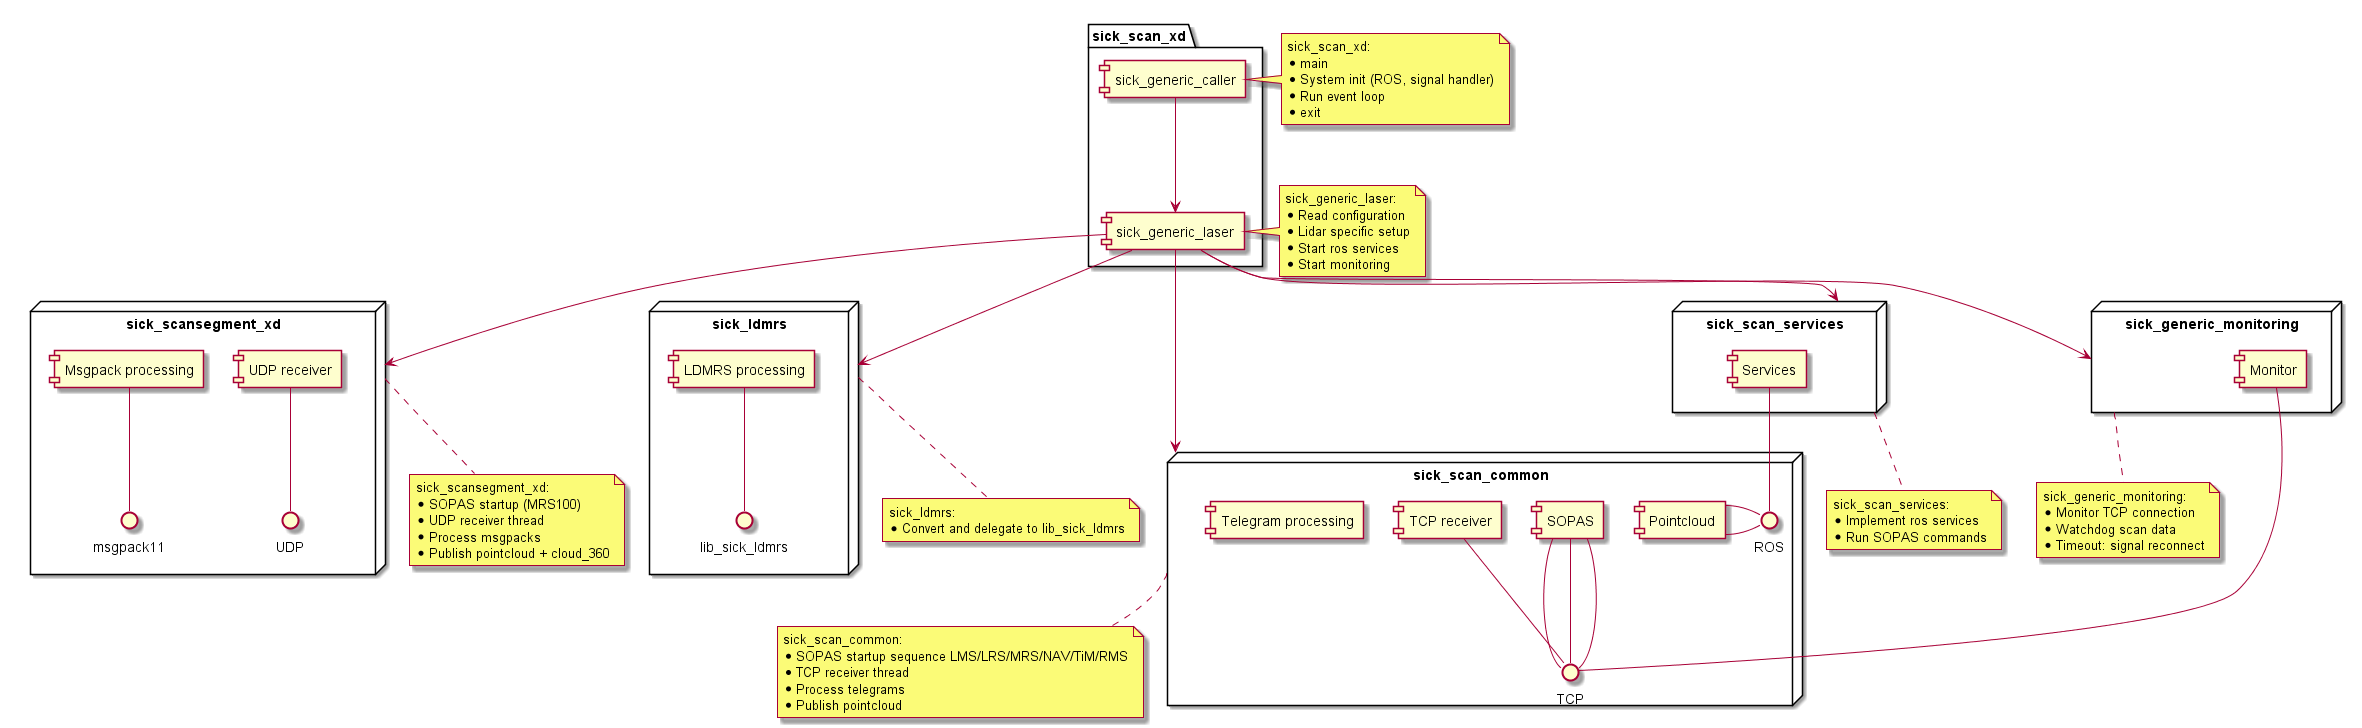 sick_scan_xd
sick_generic_caller
sick_scan_xd:
• main
• System init (ROS, signal handler)
• Run event loop
• exit
sick_generic_laser
sick_generic_laser:
• Read configuration
• Lidar specific setup
• Start ros services
• Start monitoring
sick_scansegment_xd
Msgpack processing
UDP receiver
msgpack11
UDP
sick_scansegment_xd:
• SOPAS startup (MRS100)
• UDP receiver thread
• Process msgpacks
• Publish pointcloud + cloud_360
sick_ldmrs
LDMRS processing
lib_sick_ldmrs
sick_ldmrs:
• Convert and delegate to lib_sick_ldmrs
sick_scan_services
Services
sick_generic_monitoring
Monitor
sick_scan_common
Telegram processing
TCP receiver
SOPAS
Pointcloud
ROS
TCP
sick_scan_services:
• Implement ros services
• Run SOPAS commands
sick_generic_monitoring:
• Monitor TCP connection
• Watchdog scan data
• Timeout: signal reconnect
sick_scan_common:
• SOPAS startup sequence LMS/LRS/MRS/NAV/TiM/RMS
• TCP receiver thread
• Process telegrams
• Publish pointcloud